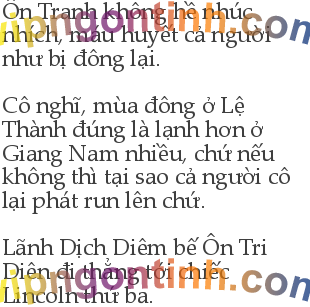 Ôn Tranh không hề nhúc
nhích, máu huyết cả người
như bị đông lại.
Cô nghĩ, mùa đông ở Lệ
Thành đúng là lạnh hơn ở
Giang Nam nhiều, chứ nếu
không thì tại sao cả người cô
lại phát run lên chứ.
Lãnh Dịch Diêm bế Ôn Tri
Diên đi thẳng tới chiếc
Lincoln thứ ba.
vipngontinh.com
vipngontinh.com